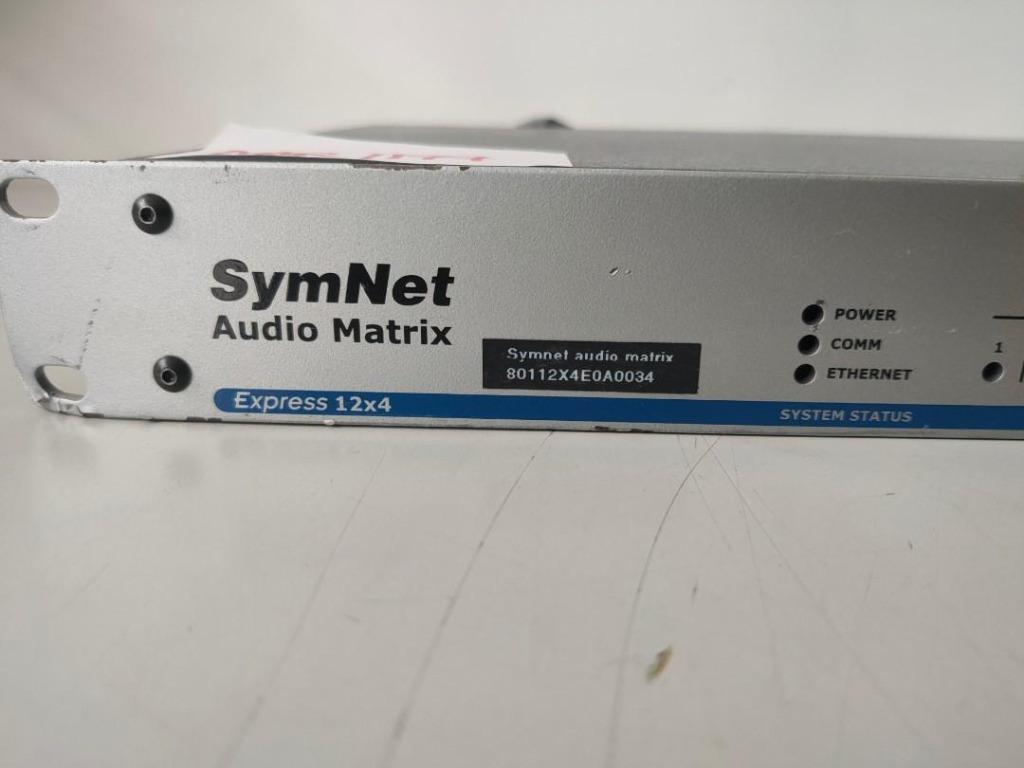 SymNet
Audio Matrix
Symnet audio matrix
80112X4E0A0034
Express 12x4
POWER
COMM
ETHERNET
1
SYSTEM STATUS